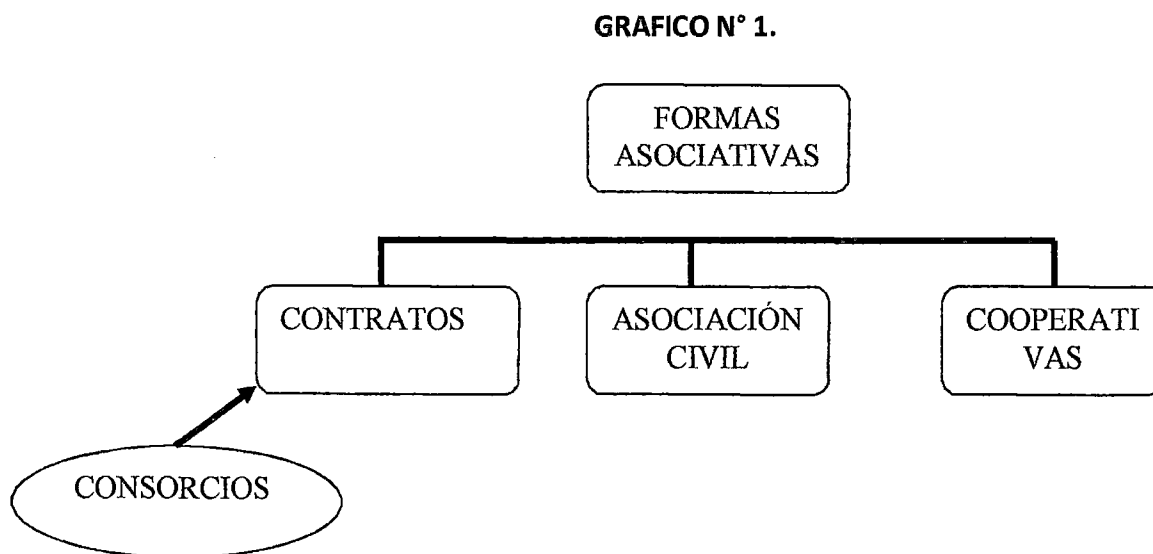 GRAFICO N° 1.
FORMAS
ASOCIATIVAS
CONTRATOS
ASOCIACIÓN
CIVIL
COOPERATI
VAS
CONSORCIOS